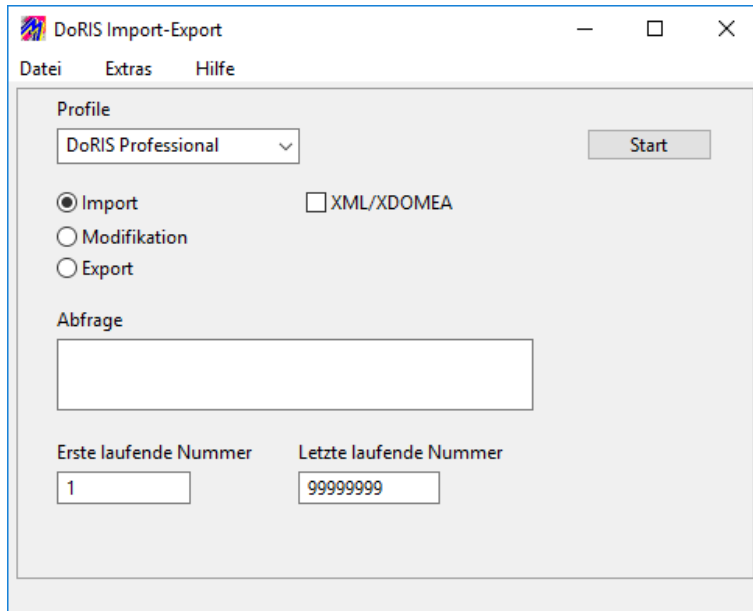 DoRIS Import-Export
Datei Extras Hilfe
Profile
DoRIS Professional Start
Import XML/XDOMEA
Modifikation
Export
Abfrage
Erste laufende Nummer Letzte laufende Nummer
1 99999999